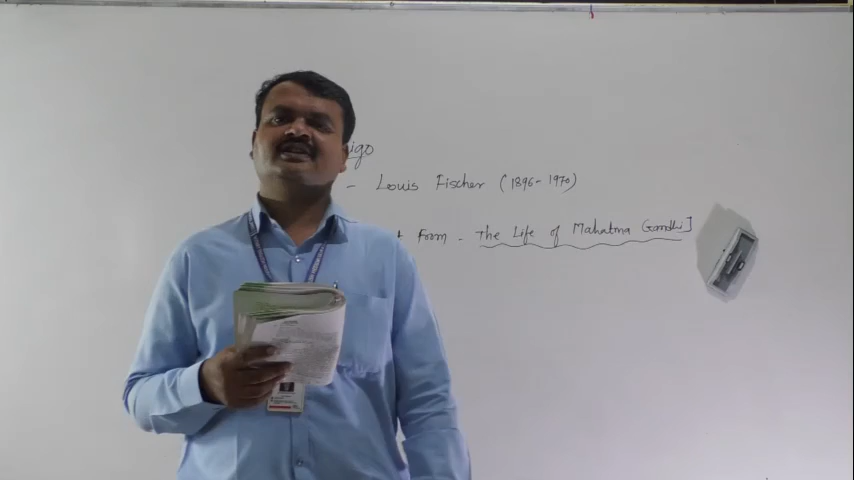 igo
- Louis Fischer (1896-1970)
t Form - The Life of Mahatma Gandhi]